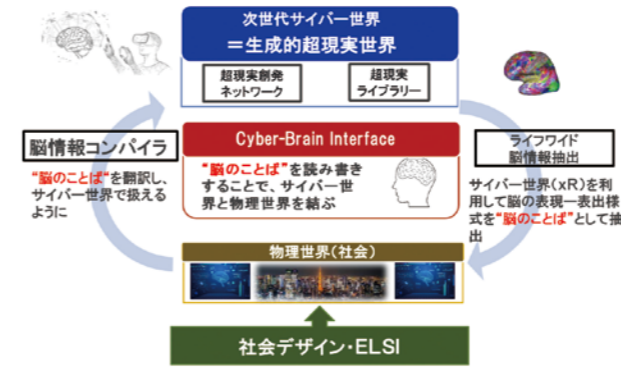 次世代サイバー世界
＝生成的超現実世界
超現実創発
ネットワーク
超現実
ライブラリー
脳情報コンパイラ
“脳のことば”を翻訳し、
サイバー世界で扱える
ように
Cyber-Brain Interface
“脳のことば”を読み書き
することで、サイバー世
界と物理世界を結ぶ
ライフワイド
脳情報抽出
サイバー世界(xR)を利
用して脳の表現ー表出様
式を“脳のことば”として抽
出
物理世界(社会)
社会デザイン・ELSI